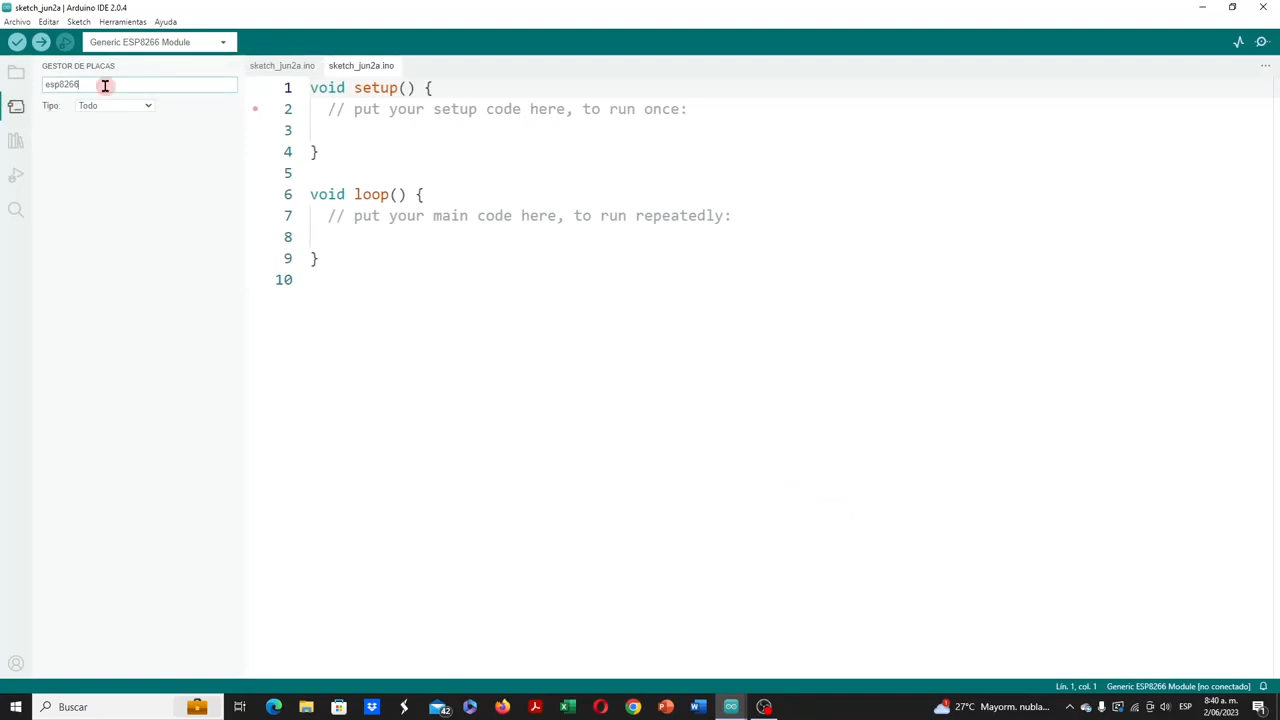 sketch_jun2a | Arduino IDE 2.0.4
Archivo Editar Sketch Herramientas Ayuda
Generic ESP8266 Module
GESTOR DE PLACAS
esp8266
Tipo: Todo
sketch_jun2a.ino sketch_jun2a.ino
1 void setup() {
2 // put your setup code here, to run once:
3
4 }
5
6 void loop() {
7 // put your main code here, to run repeatedly:
8
9 }
10
Lín. 1, col. 1 Generic ESP8266 Module [no conectado]
Buscar
42
27°C Mayorm. nubla...
ESP
8:40 a. m.
2/06/2023
1